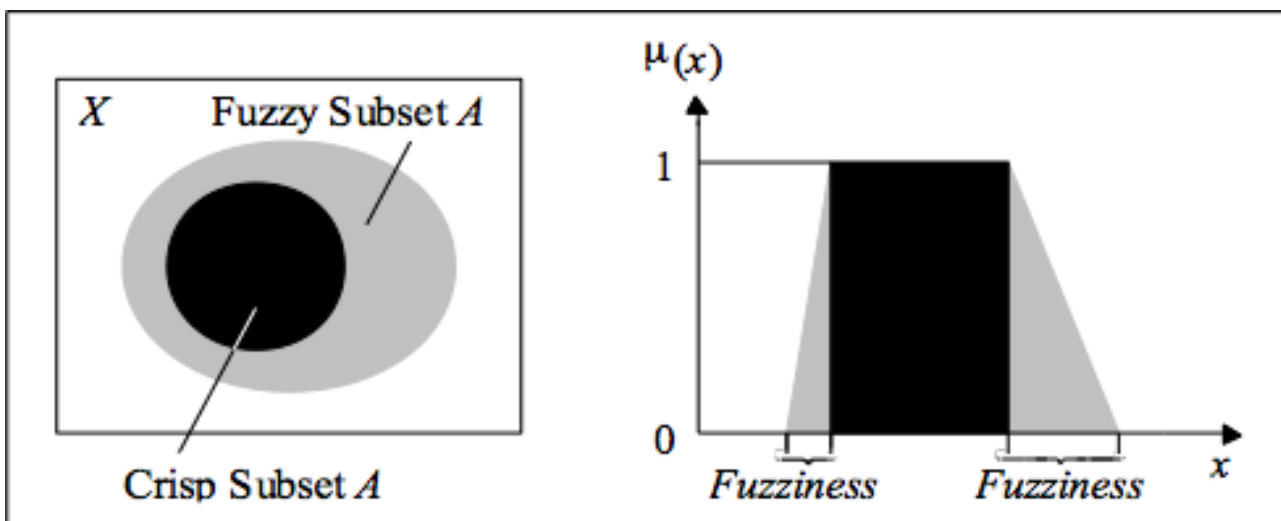 X Fuzzy Subset A
Crisp Subset A
μ(x)
1
0
x
Fuzziness Fuzziness